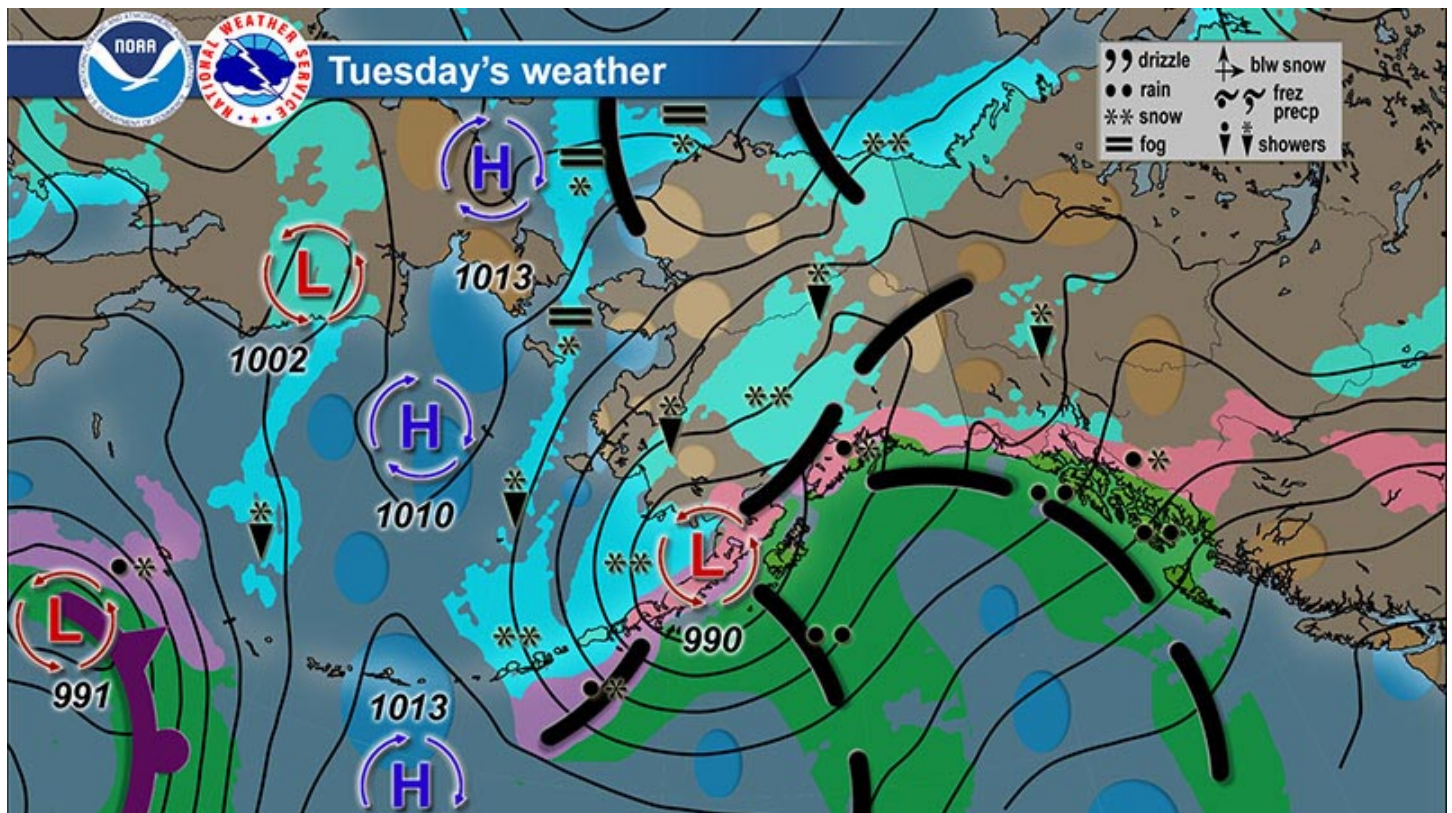 NOAA
NATIONAL WEATHER SERVICE
Tuesday's weather
drizzle
rain
snow
fog
blw snow
frez
precp
showers
H
1013
L
1002
H
1010
L
990
L
991
1013
H